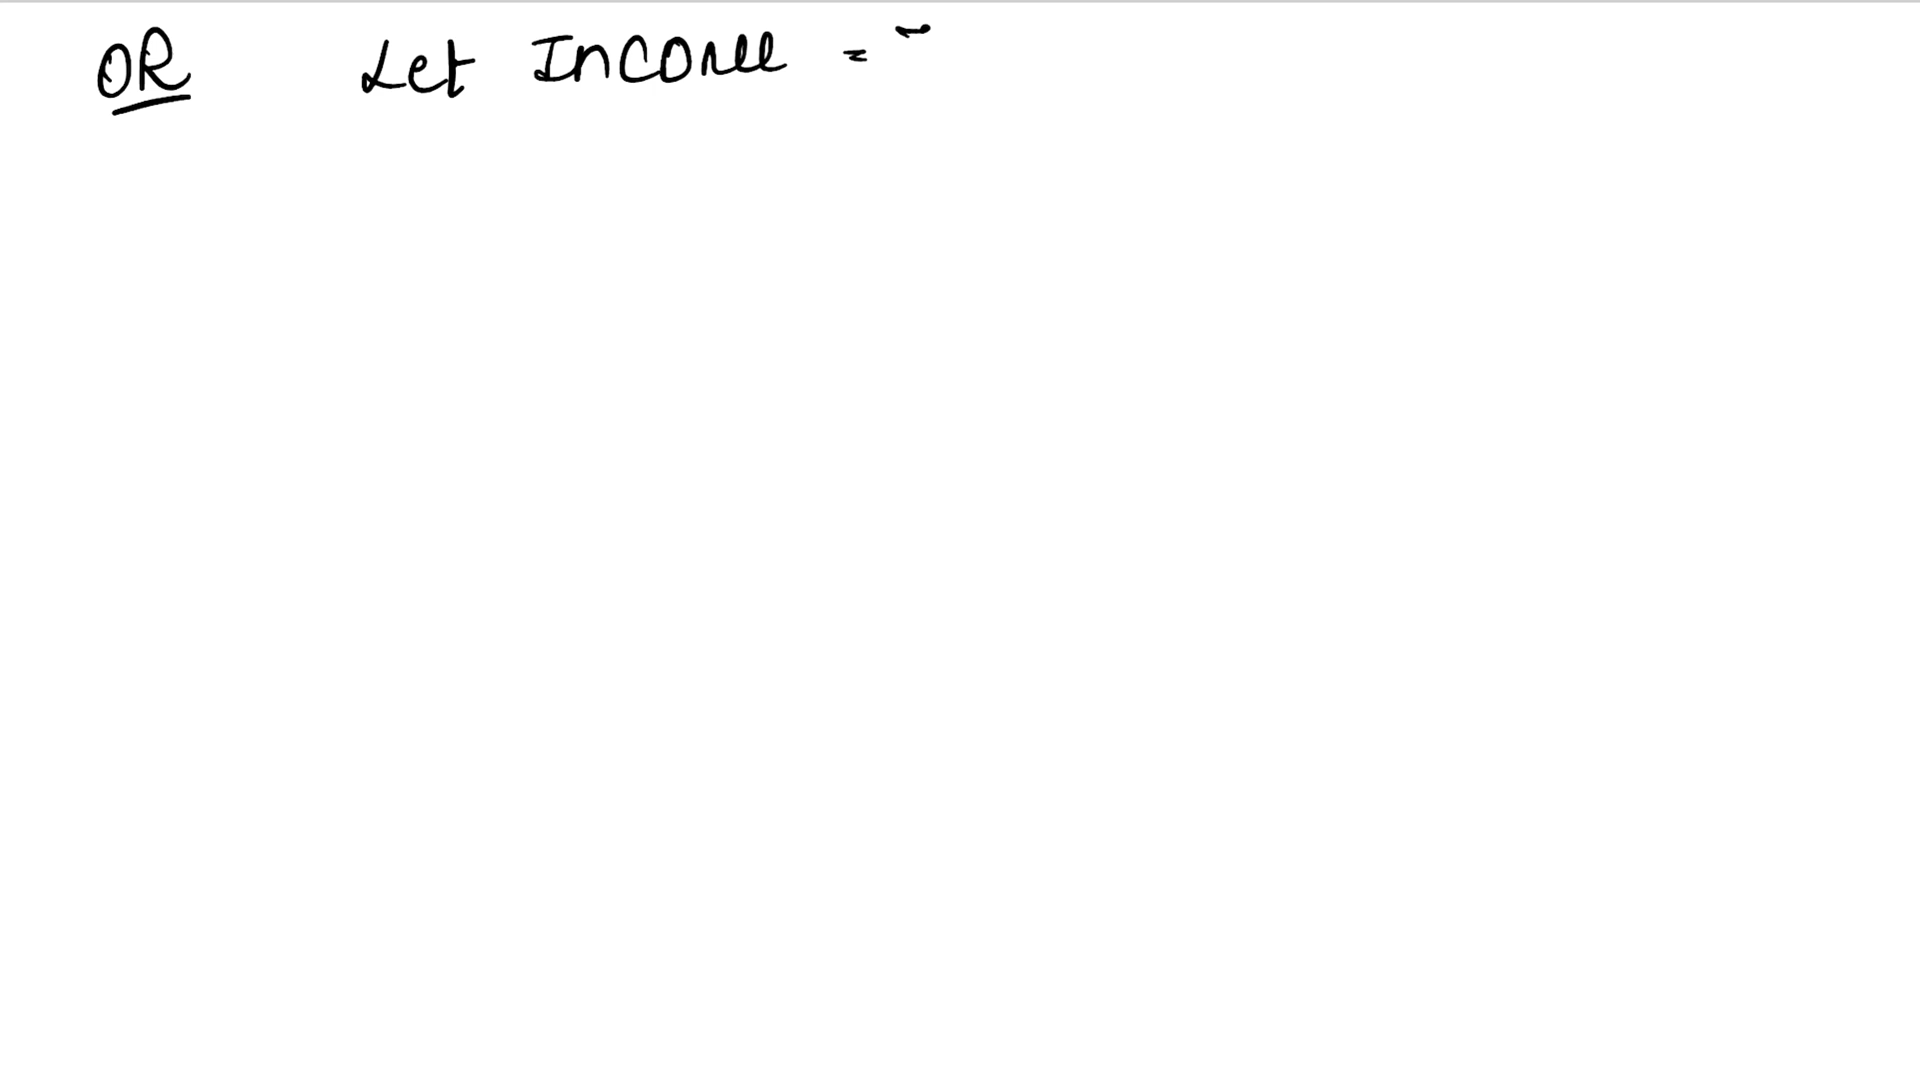 OR Let Income =